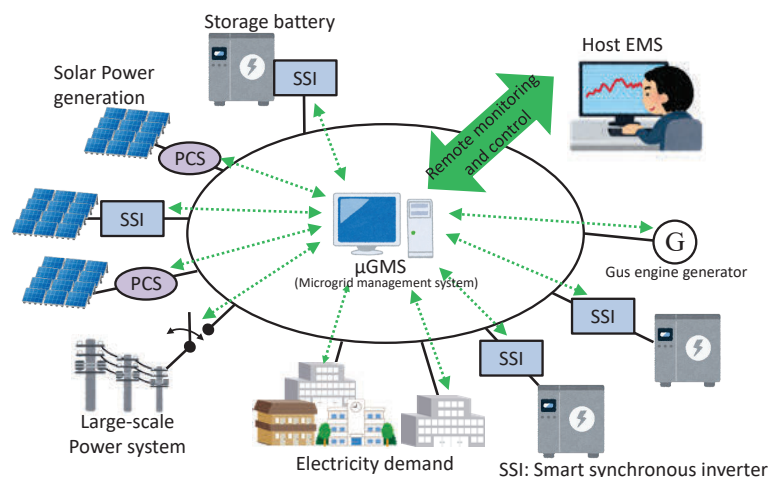 Storage battery
SSI
Host EMS
Solar Power
generation
Remote monitoring
and control
PCS
SSI
PCS
μGMS
(Microgrid management system)
G
Gus engine generator
SSI
SSI
Large-scale
Power system
Electricity demand
SSI: Smart synchronous inverter